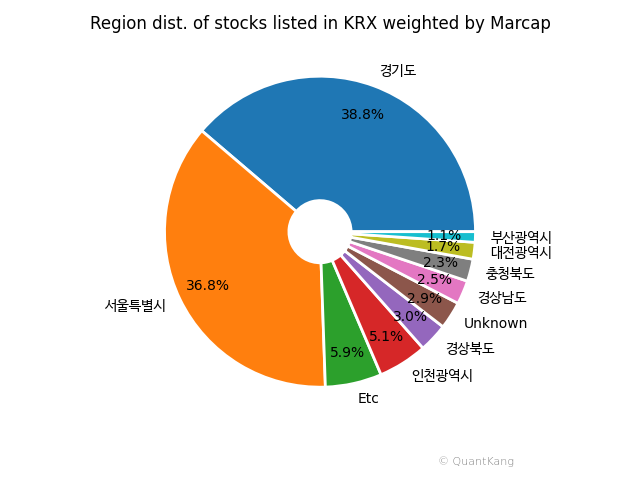 Region dist. of stocks listed in KRX weighted by Marcap
경기도
38.8%
서울특별시
36.8%
Etc
5.9%
인천광역시
5.1%
경상북도
3.0%
Unknown
2.9%
경상남도
2.5%
충청북도
2.3%
대전광역시
1.7%
부산광역시
1.1%
© QuantKang